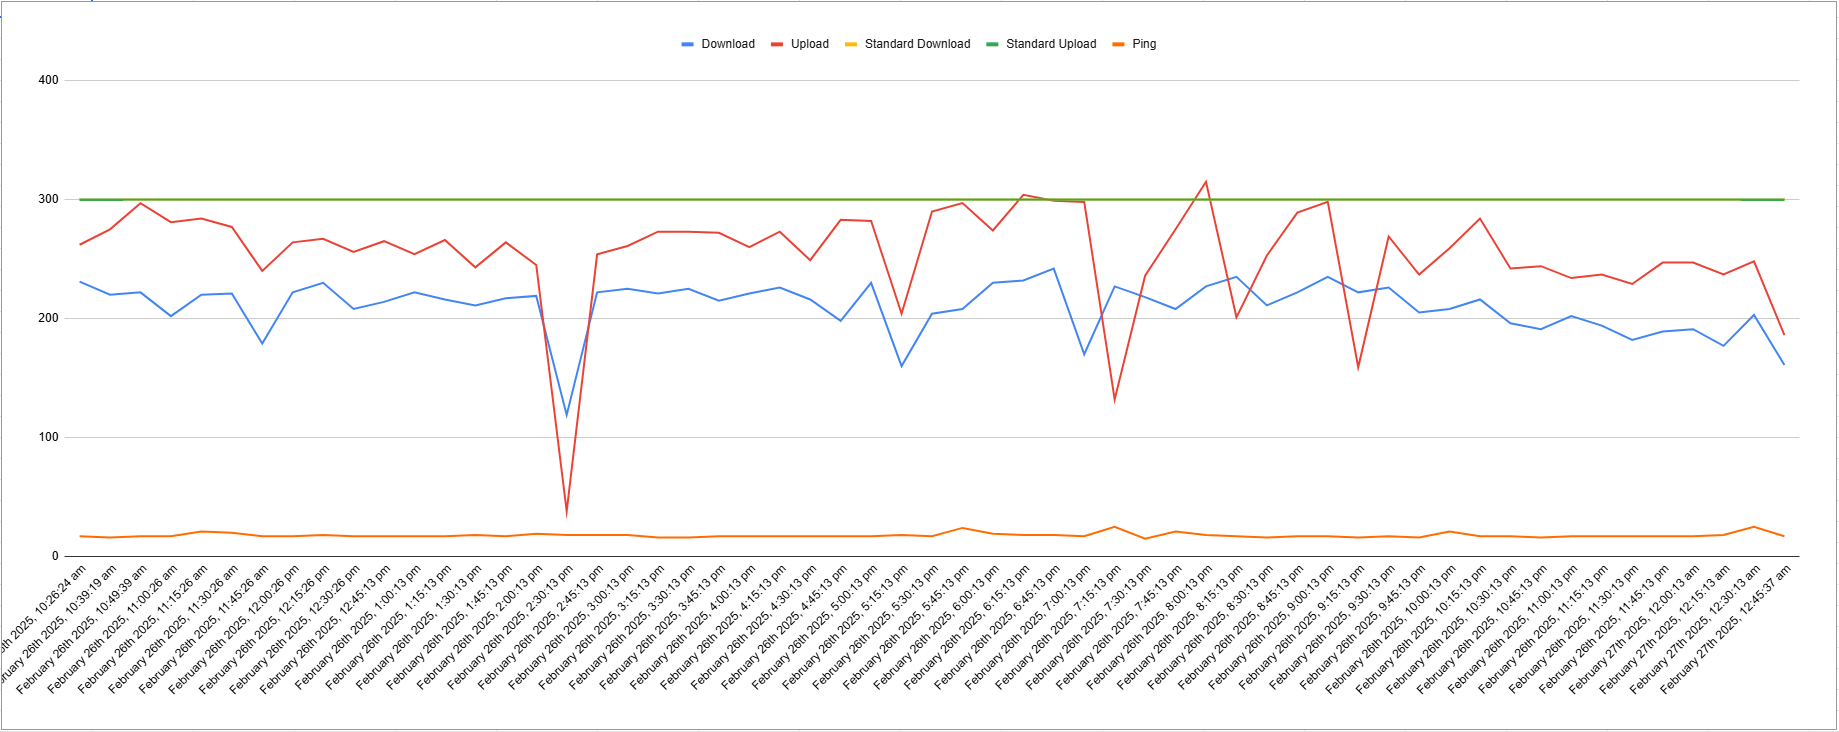 Download Upload Standard Download Standard Upload Ping
400
300
200
100
0
2025, 10:26:24 am
26th 2025, 10:39:19 am
February 26th 2025, 10:49:39 am
February 26th 2025, 11:00:26 am
February 26th 2025, 11:15:26 am
February 26th 2025, 11:30:26 am
February 26th 2025, 11:45:26 am
February 26th 2025, 12:00:26 pm
February 26th 2025, 12:15:26 pm
February 26th 2025, 12:30:26 pm
February 26th 2025, 12:45:13 pm
February 26th 2025, 1:00:13 pm
February 26th 2025, 1:15:13 pm
February 26th 2025, 1:30:13 pm
February 26th 2025, 1:45:13 pm
February 26th 2025, 2:00:13 pm
February 26th 2025, 2:30:13 pm
February 26th 2025, 2:45:13 pm
February 26th 2025, 3:00:13 pm
February 26th 2025, 3:15:13 pm
February 26th 2025, 3:30:13 pm
February 26th 2025, 3:45:13 pm
February 26th 2025, 4:00:13 pm
February 26th 2025, 4:15:13 pm
February 26th 2025, 4:30:13 pm
February 26th 2025, 4:45:13 pm
February 26th 2025, 5:00:13 pm
February 26th 2025, 5:15:13 pm
February 26th 2025, 5:30:13 pm
February 26th 2025, 5:45:13 pm
February 26th 2025, 6:00:13 pm
February 26th 2025, 6:15:13 pm
February 26th 2025, 6:45:13 pm
February 26th 2025, 7:00:13 pm
February 26th 2025, 7:15:13 pm
February 26th 2025, 7:30:13 pm
February 26th 2025, 7:45:13 pm
February 26th 2025, 8:00:13 pm
February 26th 2025, 8:15:13 pm
February 26th 2025, 8:30:13 pm
February 26th 2025, 8:45:13 pm
February 26th 2025, 9:00:13 pm
February 26th 2025, 9:15:13 pm
February 26th 2025, 9:30:13 pm
February 26th 2025, 9:45:13 pm
February 26th 2025, 10:00:13 pm
February 26th 2025, 10:15:13 pm
February 26th 2025, 10:30:13 pm
February 26th 2025, 10:45:13 pm
February 26th 2025, 11:00:13 pm
February 26th 2025, 11:15:13 pm
February 26th 2025, 11:30:13 pm
February 26th 2025, 11:45:13 pm
February 27th 2025, 12:00:13 am
February 27th 2025, 12:15:13 am
February 27th 2025, 12:30:13 am
February 27th 2025, 12:45:37 am